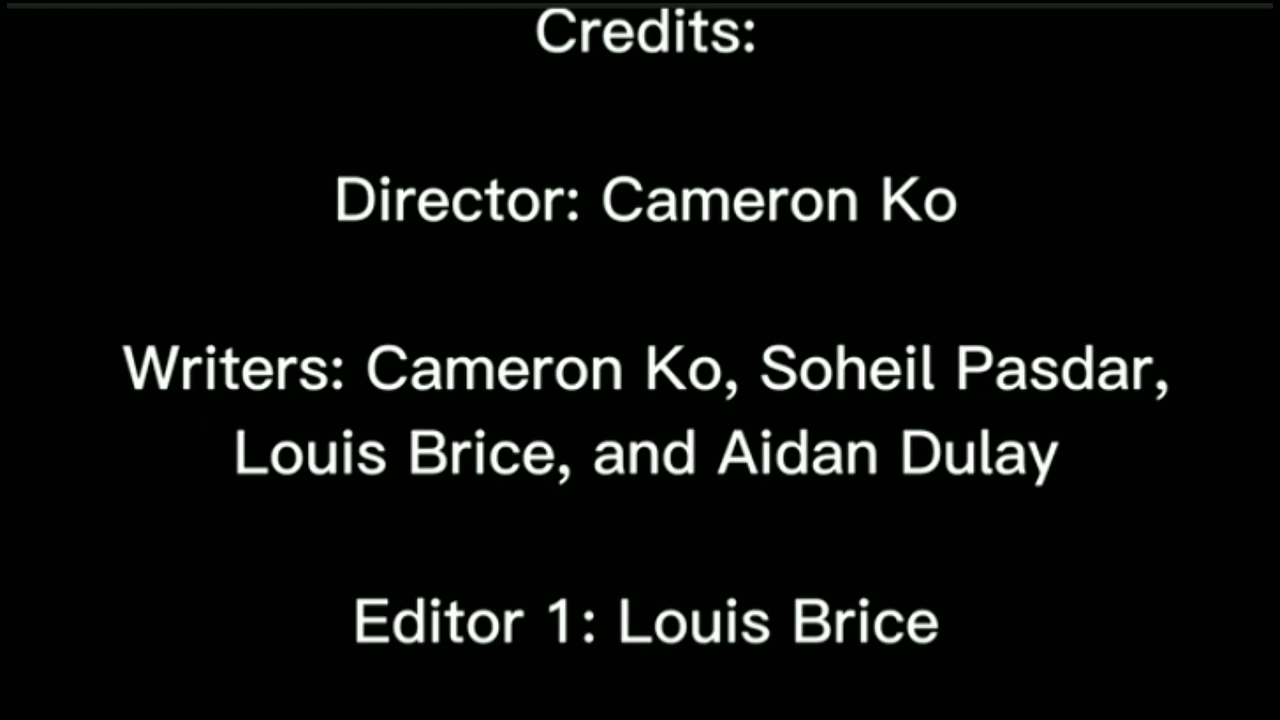 Credits:
Director: Cameron Ko
Writers: Cameron Ko, Soheil Pasdar,
Louis Brice, and Aidan Dulay
Editor 1: Louis Brice